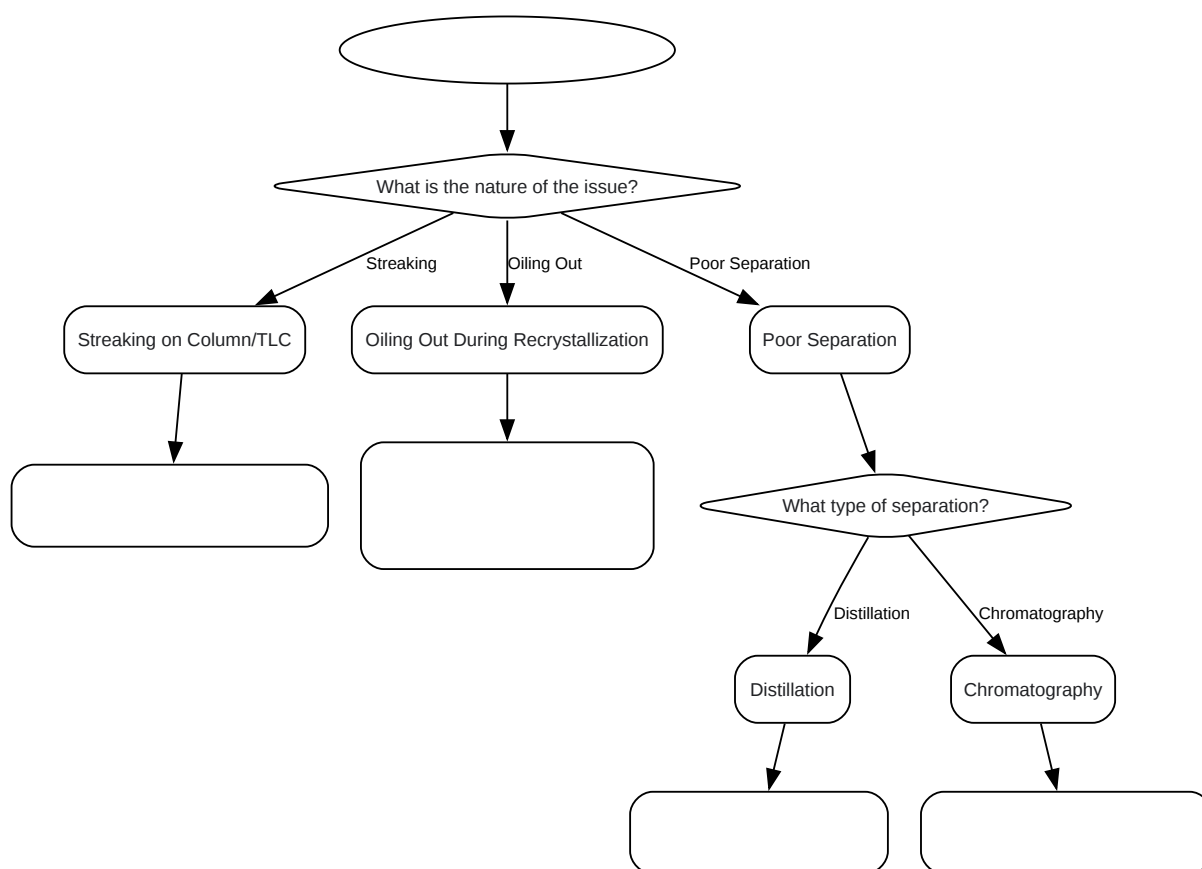 What is the nature of the issue?
Streaking
Oiling Out
Poor Separation
Streaking on Column/TLC
Oiling Out During Recrystallization
Poor Separation
What type of separation?
Distillation
Chromatography
Distillation
Chromatography